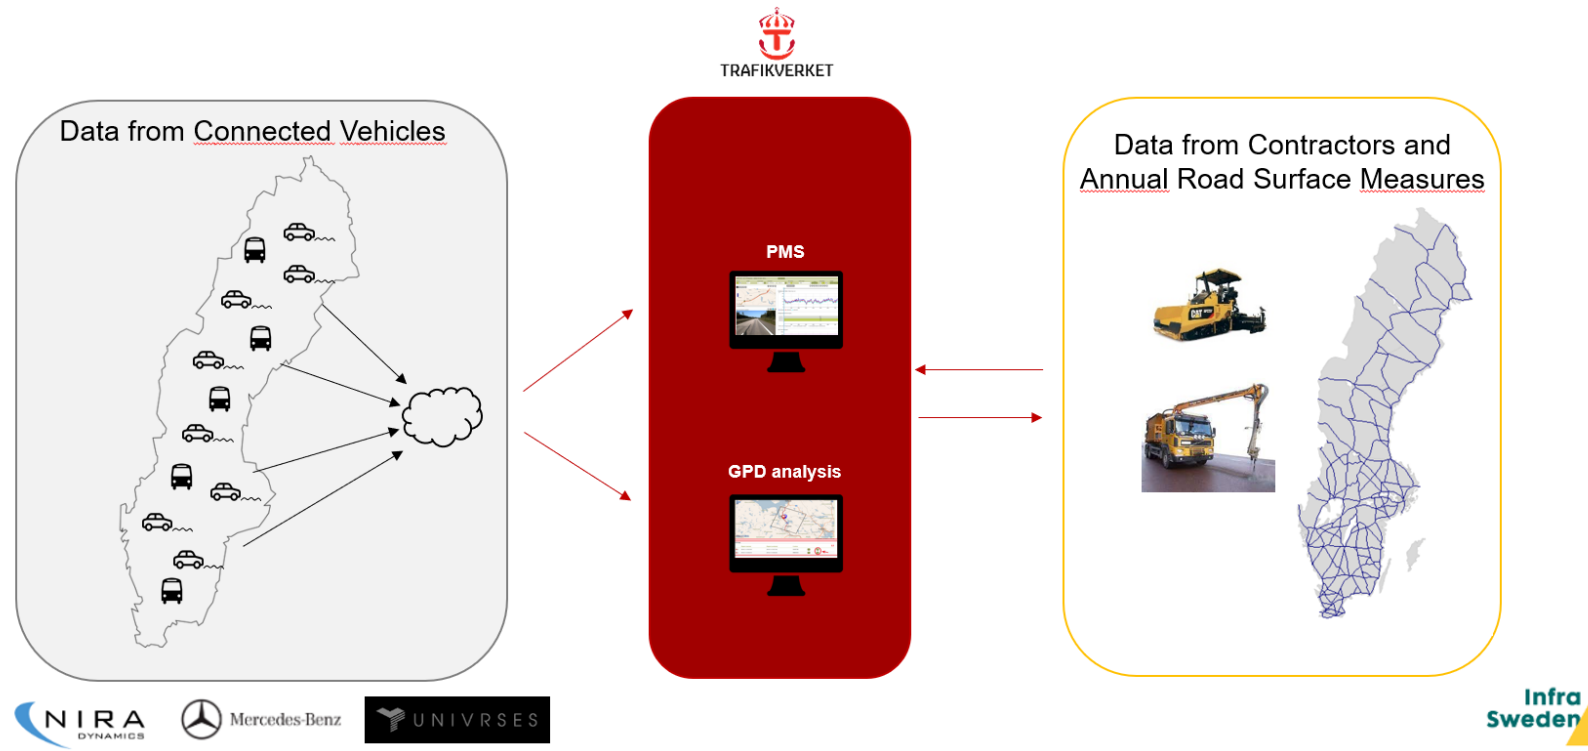 TRAFIKVERKET
Data from Connected Vehicles
PMS
GPD analysis
Data from Contractors and
Annual Road Surface Measures
CAT
NIRA
DYNAMICS
Mercedes-Benz
UNIVRSES
Infra
Sweden